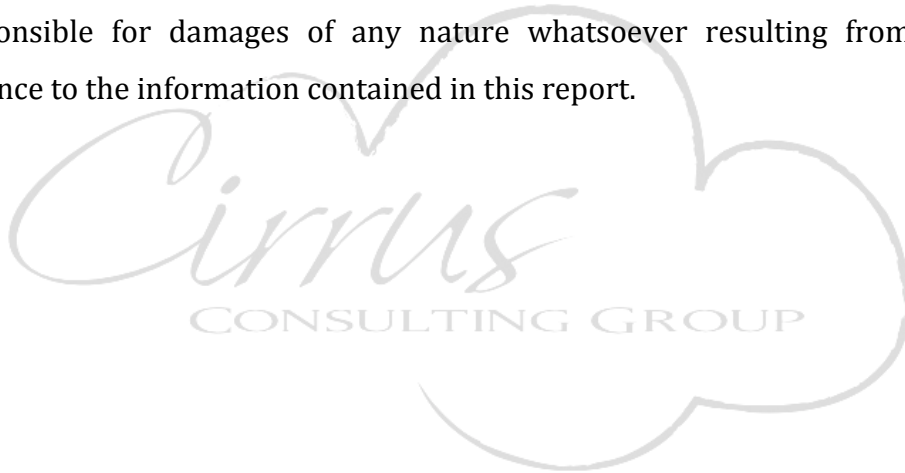 onsible for damages of any nature whatsoever resulting from
nce to the information contained in this report.
Cirrus
CONSULTING GROUP